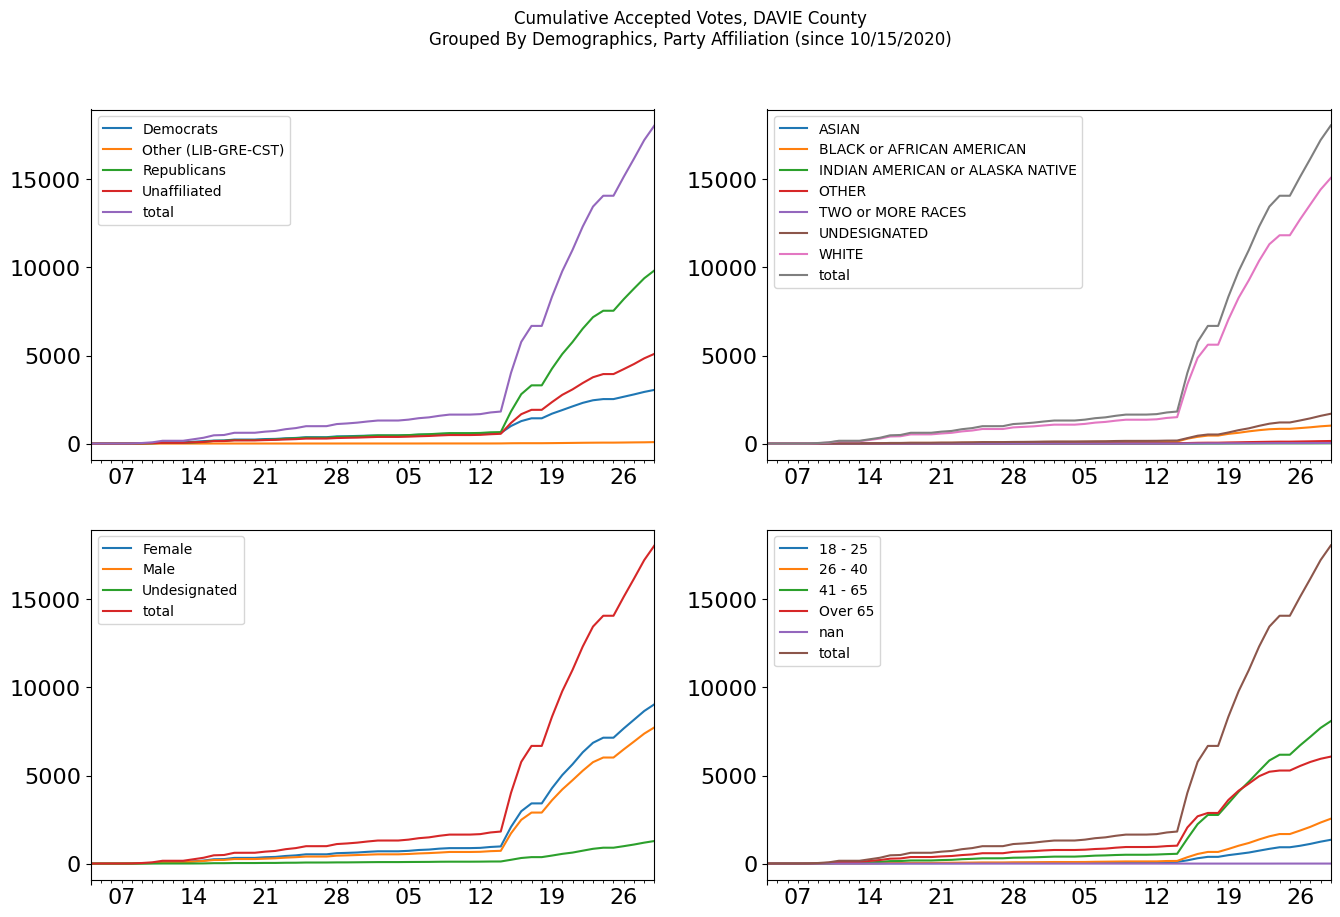 Cumulative Accepted Votes, DAVIE County
Grouped By Demographics, Party Affiliation (since 10/15/2020)
Democrats
Other (LIB-GRE-CST)
Republicans
Unaffiliated
total
15000
10000
5000
0
07 14 21 28 05 12 19 26
ASIAN
BLACK or AFRICAN AMERICAN
INDIAN AMERICAN or ALASKA NATIVE
OTHER
TWO or MORE RACES
UNDESIGNATED
WHITE
total
15000
10000
5000
0
07 14 21 28 05 12 19 26
Female
Male
Undesignated
total
15000
10000
5000
0
07 14 21 28 05 12 19 26
18 - 25
26 - 40
41 - 65
Over 65
nan
total
15000
10000
5000
0
07 14 21 28 05 12 19 26